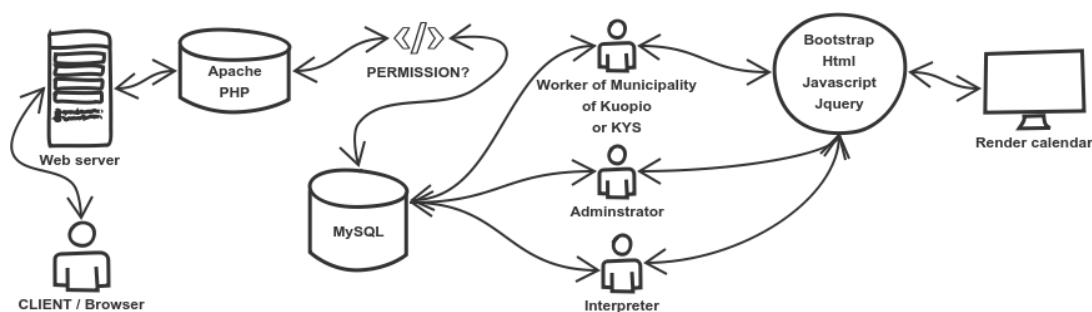 Web server
CLIENT / Browser
Apache
PHP
</>
PERMISSION?
MySQL
Worker of Municipality
of Kuopio
or KYS
Adminstrator
Interpreter
Bootstrap
Html
Javascript
Jquery
Render calendar